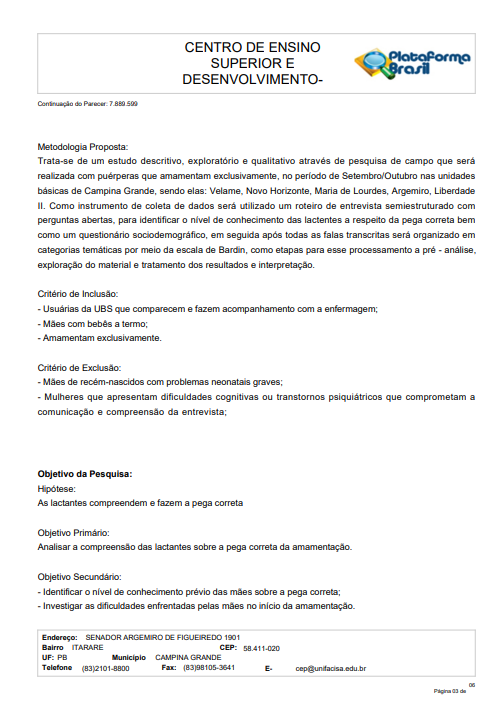 CENTRO DE ENSINO
SUPERIOR E
DESENVOLVIMENTO-
Plataforma
Brasil
Continuação do Parecer: 7.889.599
Metodologia Proposta:
Trata-se de um estudo descritivo, exploratório e qualitativo através de pesquisa de campo que será
realizada com puérperas que amamentam exclusivamente, no período de Setembro/Outubro nas unidades
básicas de Campina Grande, sendo elas: Velame, Novo Horizonte, Maria de Lourdes, Argemiro, Liberdade
II. Como instrumento de coleta de dados será utilizado um roteiro de entrevista semiestruturado com
perguntas abertas, para identificar o nível de conhecimento das lactentes a respeito da pega correta bem
como um questionário sociodemográfico, em seguida após todas as falas transcritas será organizado em
categorias temáticas por meio da escala de Bardin, como etapas para esse processamento a pré - análise,
exploração do material e tratamento dos resultados e interpretação.
Critério de Inclusão:
- Usuárias da UBS que comparecem e fazem acompanhamento com a enfermagem;
- Mães com bebês a termo;
- Amamentam exclusivamente.
Critério de Exclusão:
- Mães de recém-nascidos com problemas neonatais graves;
- Mulheres que apresentam dificuldades cognitivas ou transtornos psiquiátricos que comprometam a
comunicação e compreensão da entrevista;
Objetivo da Pesquisa:
Hipótese:
As lactantes compreendem e fazem a pega correta
Objetivo Primário:
Analisar a compreensão das lactantes sobre a pega correta da amamentação.
Objetivo Secundário:
- Identificar o nível de conhecimento prévio das mães sobre a pega correta;
- Investigar as dificuldades enfrentadas pelas mães no início da amamentação.
Endereço: SENADOR ARGEMIRO DE FIGUEIREDO 1901
Bairro ITARARE CEP: 58.411-020
UF: PB Município CAMPINA GRANDE
Telefone (83)2101-8800 Fax: (83)98105-3641 E- cep@unifacisa.edu.br
06
Página 03 de